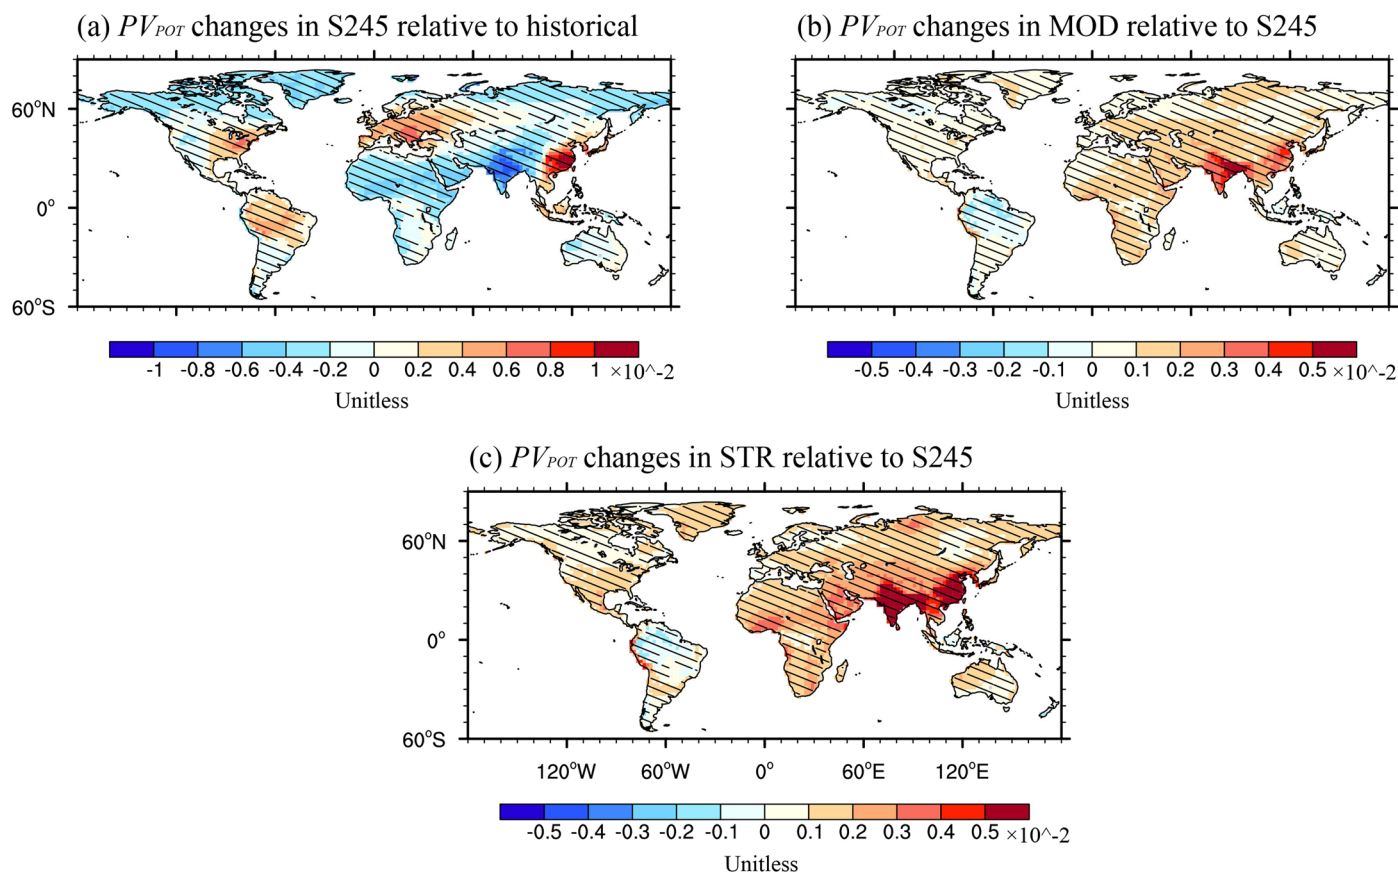 (a) PVPOT changes in S245 relative to historical
60°N
0°
60°S
-1 -0.8 -0.6 -0.4 -0.2 0 0.2 0.4 0.6 0.8 1 ×10^-2
Unitless
(b) PVPOT changes in MOD relative to S245
-0.5 -0.4 -0.3 -0.2 -0.1 0 0.1 0.2 0.3 0.4 0.5 ×10^-2
Unitless
(c) PVPOT changes in STR relative to S245
60°N
0°
60°S
120°W 60°W 0° 60°E 120°E
-0.5 -0.4 -0.3 -0.2 -0.1 0 0.1 0.2 0.3 0.4 0.5 ×10^-2
Unitless